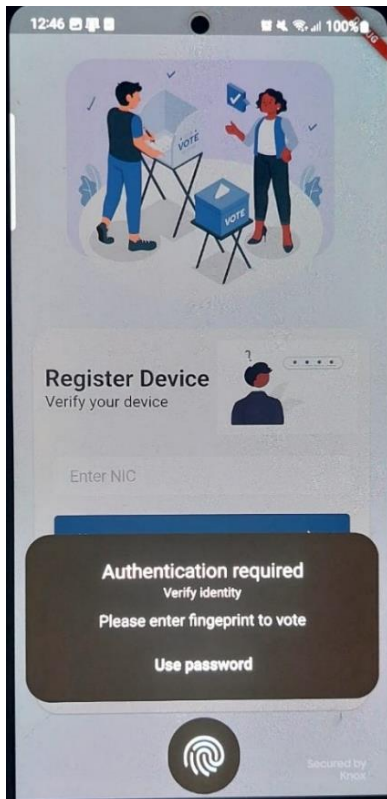 12:46
100%
VOTE
VOTE
Register Device
Verify your device
Enter NIC
Authentication required
Verify identity
Please enter fingeprint to vote
Use password
Secured by
Knox